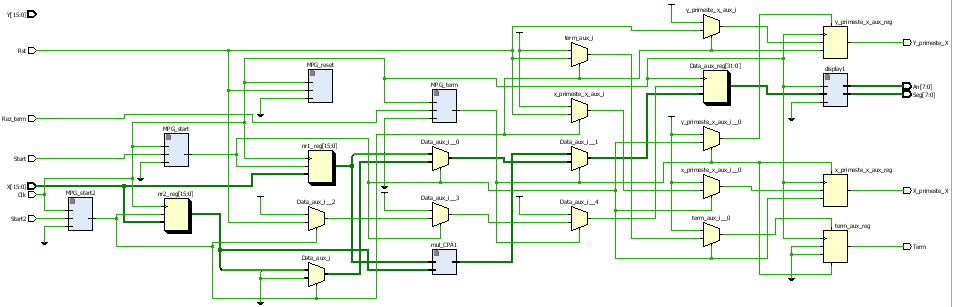 Y[15:0]
Rst
Rez_term
Start
X[15:0]
Clk
Start2
MPG_start2
MPG_start
nr2_reg[15:0]
MPG_reset
nr1_reg[15:0]
Data_aux_i__2
Data_aux_i
MPG_term
Data_aux_i__0
Data_aux_i__3
mul_CPA1
term_aux_i
x_primeste_x_aux_i
Data_aux_i__1
Data_aux_i__4
y_primeste_x_aux_i
Data_aux_reg[31:0]
y_primeste_x_aux_i__0
x_primeste_x_aux_i__0
term_aux_i__0
y_primeste_x_aux_reg
display1
x_primeste_x_aux_reg
term_aux_reg
Y_primeste_X
An[7:0]
Seg[7:0]
X_primeste_X
Term